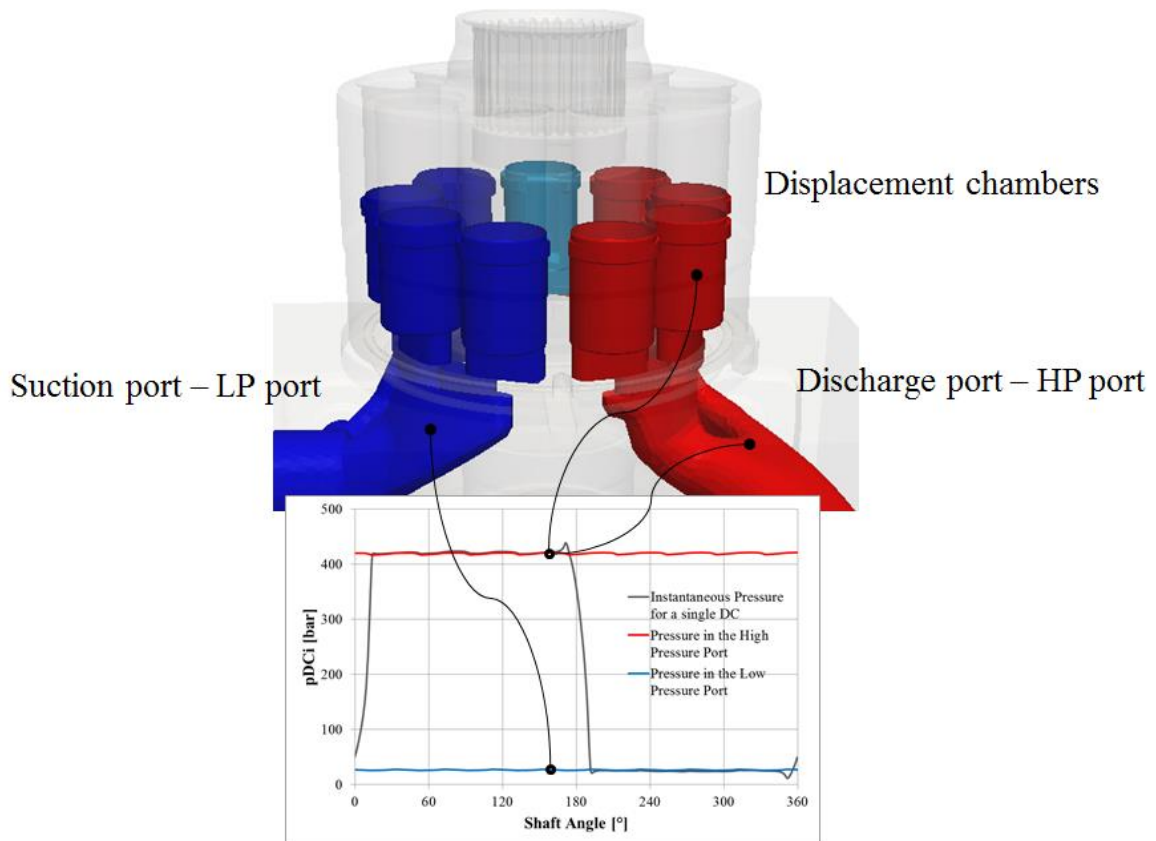 Displacement chambers
Suction port – LP port
Discharge port – HP port
500
400
300
200
100
0
pDCi [bar]
Instantaneous Pressure
for a single DC
Pressure in the High
Pressure Port
Pressure in the Low
Pressure Port
0 60 120 180 240 300 360
Shaft Angle [°]